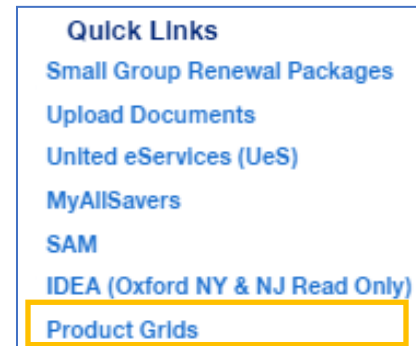 Quick Links
Small Group Renewal Packages
Upload Documents
United eServices (UeS)
MyAllSavers
SAM
IDEA (Oxford NY & NJ Read Only)
Product Grids